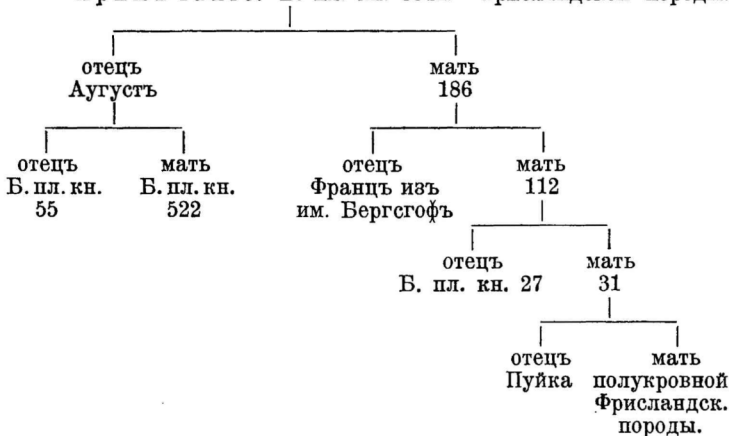 отецъ мать
Аугустъ 186
отецъ мать отецъ мать
Б. пл. кн. Б. пл. кн. Францъ изъ 112
55 522 им. Бергсгофъ
отецъ мать
Б. пл. кн. 27 31
отецъ мать
Пуйка полукровной
Фрисландск.
породы.